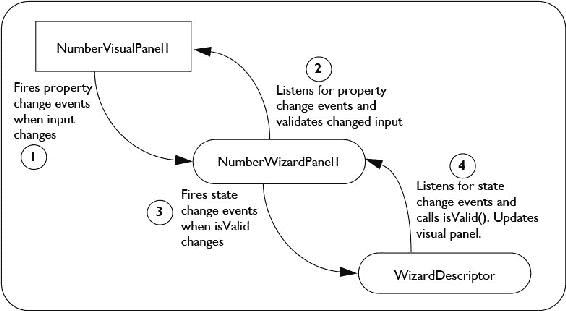 NumberVisualPanel1
Fires property
change events
when input
changes
1
2
Listens for property
change events and
validates changed input
NumberWizardPanel1
3
Fires state
change events
when isValid
changes
4
Listens for state
change events and
calls isValid(). Updates
visual panel.
WizardDescriptor